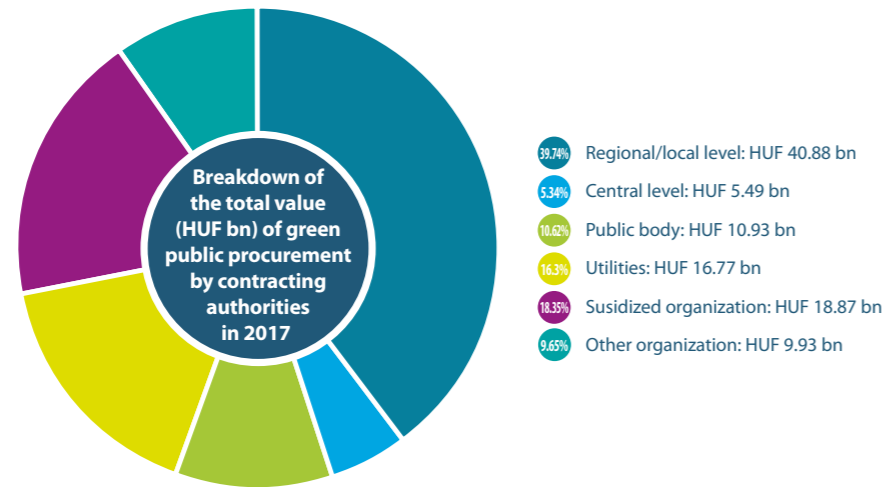 Breakdown of
the total value
(HUF bn) of green
public procurement
by contracting
authorities
in 2017
39.74% Regional/local level: HUF 40.88 bn
5.34% Central level: HUF 5.49 bn
10.62% Public body: HUF 10.93 bn
16.3% Utilities: HUF 16.77 bn
18.35% Susidized organization: HUF 18.87 bn
9.65% Other organization: HUF 9.93 bn